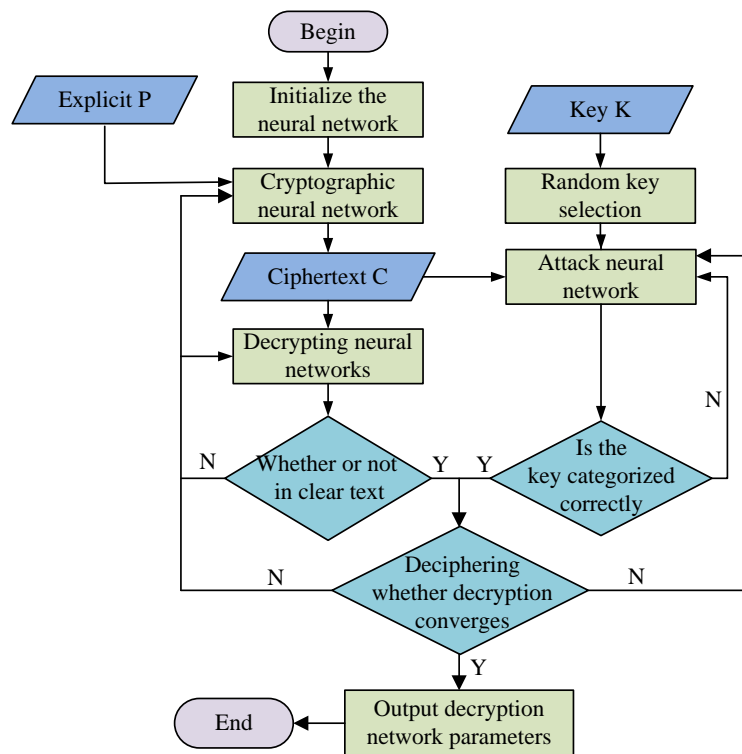 Begin
Explicit P
Initialize the
neural network
Key K
Cryptographic
neural network
Random key
selection
Ciphertext C
Attack neural
network
Decrypting neural
networks
N
N
Whether or not
in clear text
Y
Y
Is the
key categorized
correctly
N
Deciphering
whether decryption
converges
N
Y
End
Output decryption
network parameters